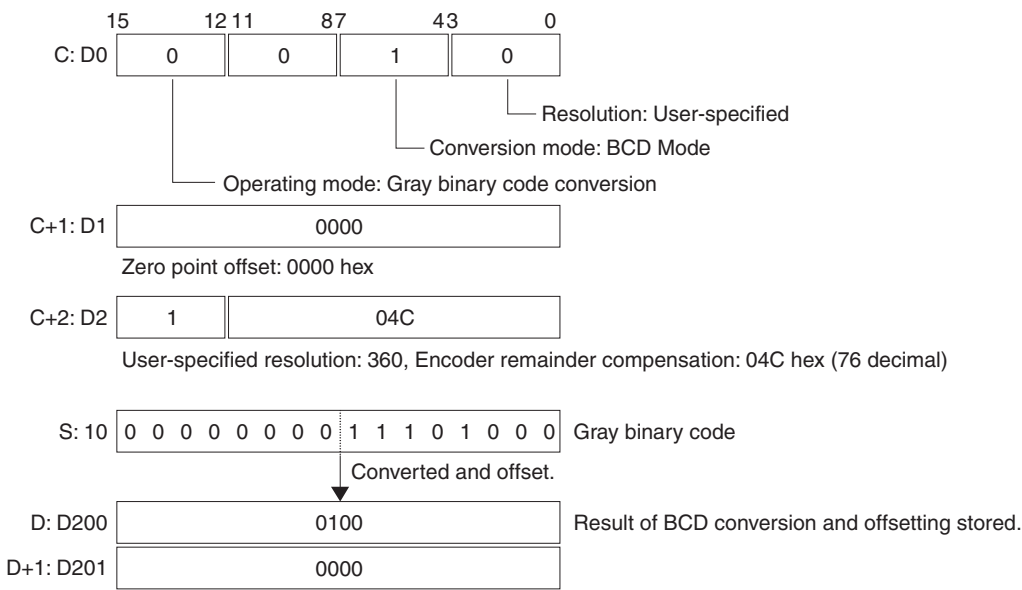 15 12 11 87 43 0
C: D0 0 0 1 0
Resolution: User-specified
Conversion mode: BCD Mode
Operating mode: Gray binary code conversion
C+1: D1 0000
Zero point offset: 0000 hex
C+2: D2 1 04C
User-specified resolution: 360, Encoder remainder compensation: 04C hex (76 decimal)
S: 10 0 0 0 0 0 0 0 0 1 1 1 0 1 0 0 0 Gray binary code
Converted and offset.
D: D200 0100 Result of BCD conversion and offsetting stored.
D+1: D201 0000